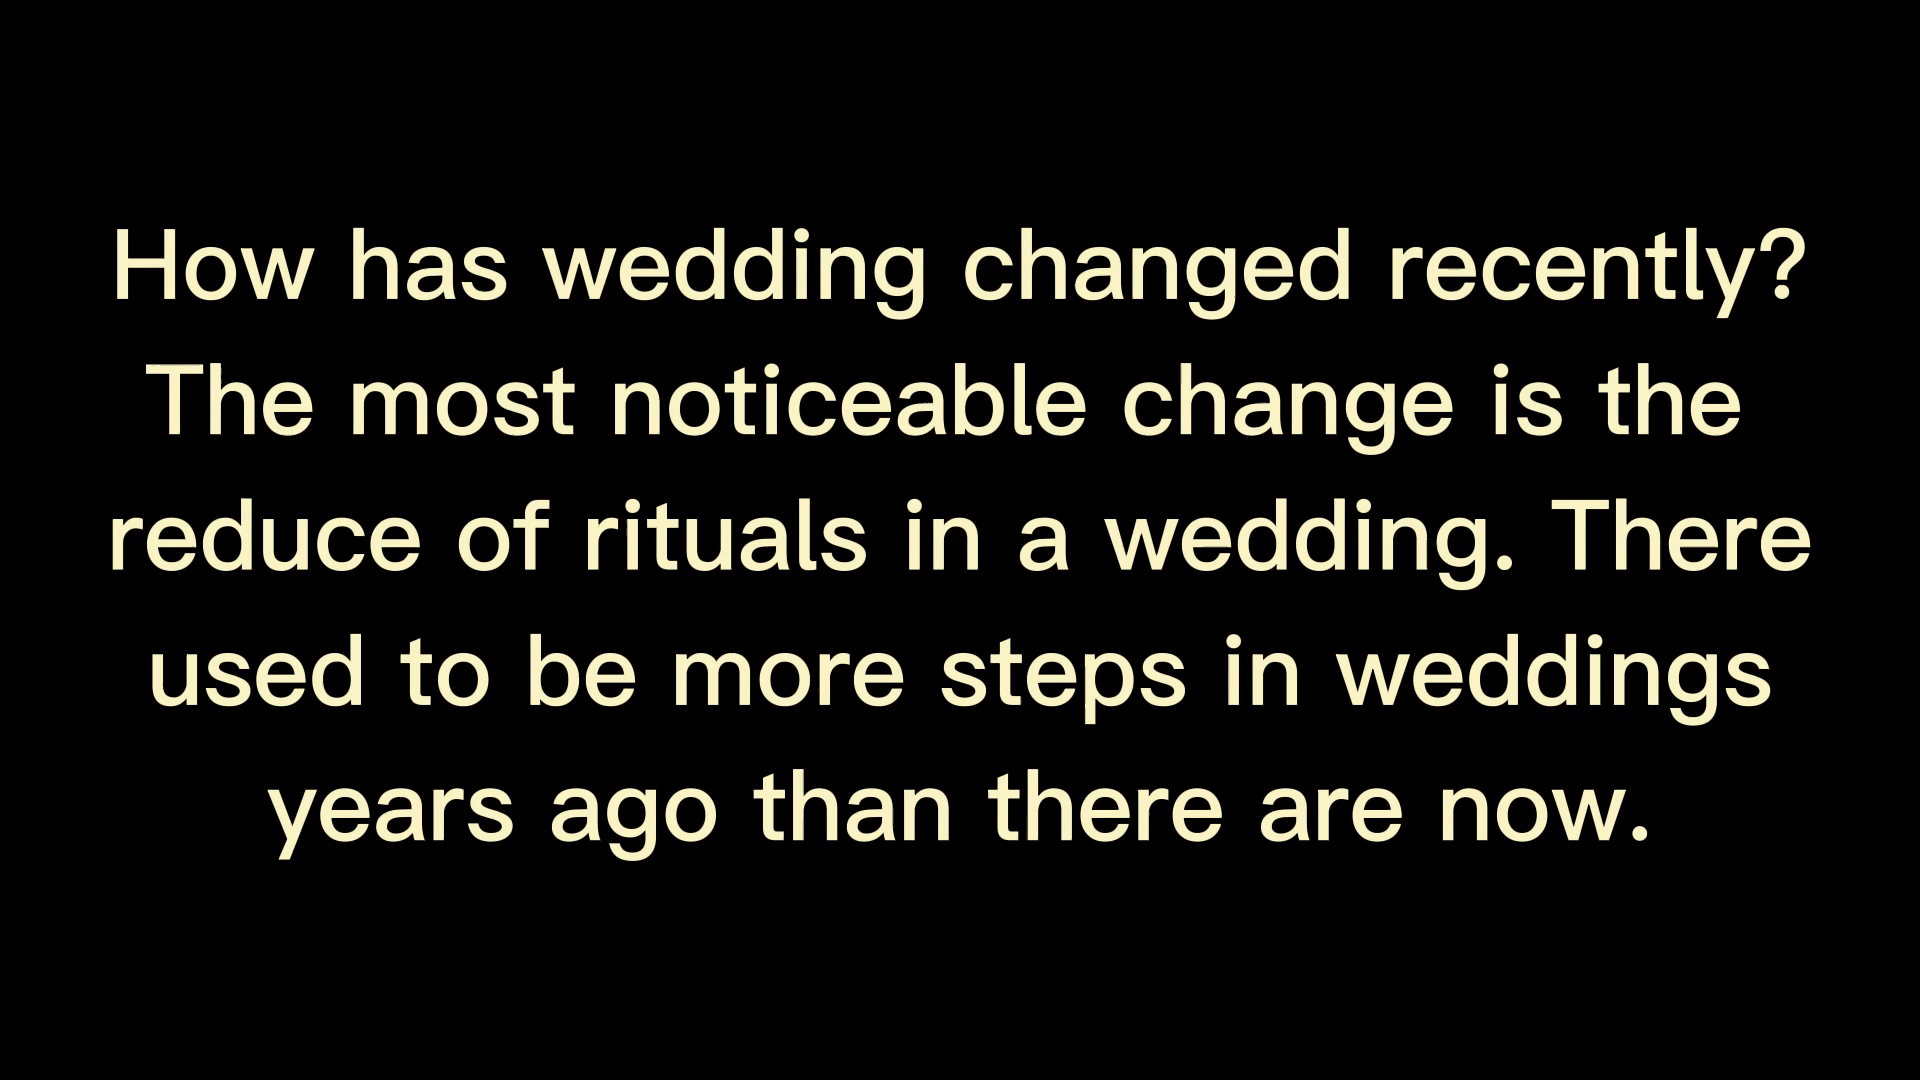 How has wedding changed recently?
The most noticeable change is the
reduce of rituals in a wedding. There
used to be more steps in weddings
years ago than there are now.